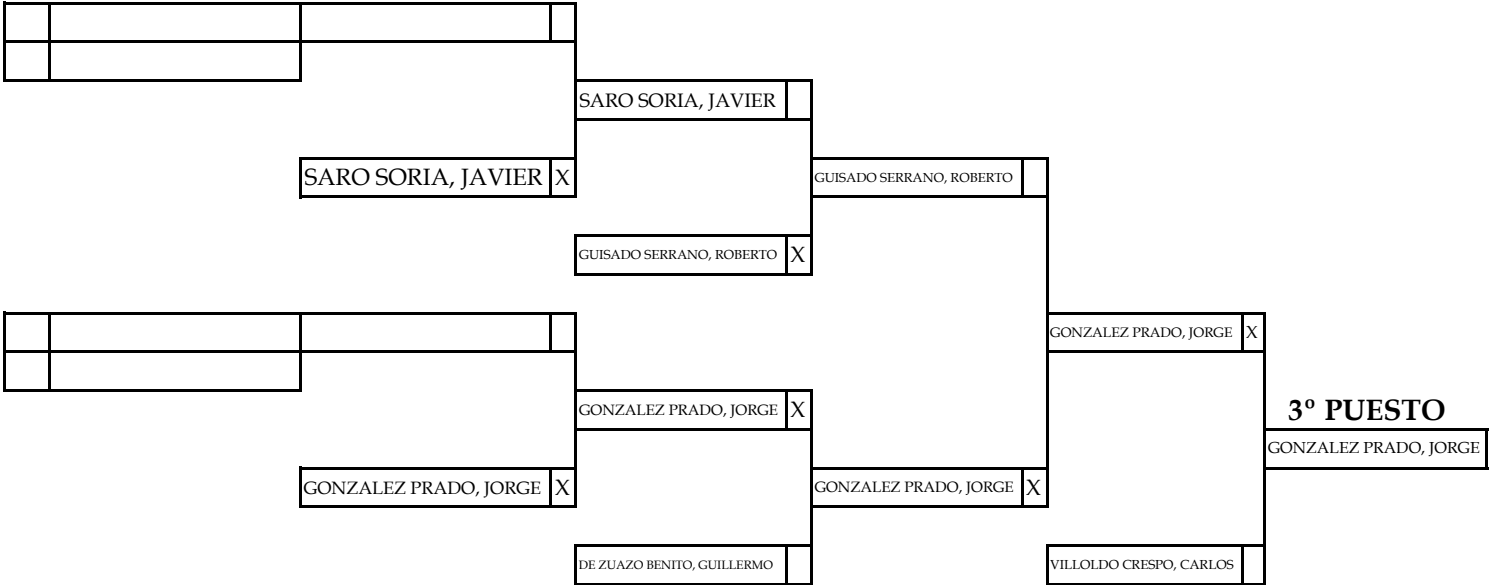 SARO SORIA, JAVIER
SARO SORIA, JAVIER X
GUISADO SERRANO, ROBERTO
GUISADO SERRANO, ROBERTO X
GONZALEZ PRADO, JORGE X
GONZALEZ PRADO, JORGE X
3º PUESTO
GONZALEZ PRADO, JORGE
GONZALEZ PRADO, JORGE X
GONZALEZ PRADO, JORGE X
DE ZUAZO BENITO, GUILLERMO
VILLOLDO CRESPO, CARLOS